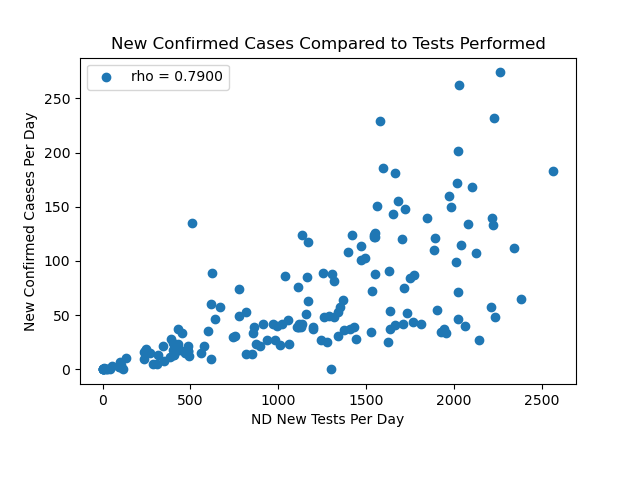 New Confirmed Cases Compared to Tests Performed
rho = 0.7900
New Confirmed Caeses Per Day
250
200
150
100
50
0
0 500 1000 1500 2000 2500
ND New Tests Per Day